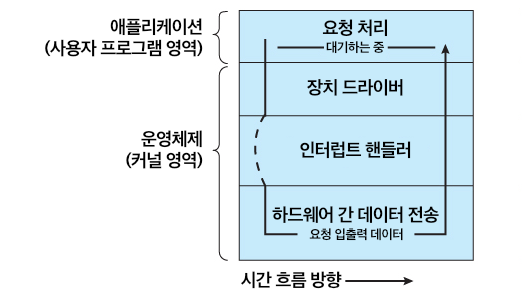 애플리케이션
(사용자 프로그램 영역)
요청 처리
대기하는 중
장치 드라이버
운영체제
(커널 영역)
인터럽트 핸들러
하드웨어 간 데이터 전송
요청 입출력 데이터
시간 흐름 방향